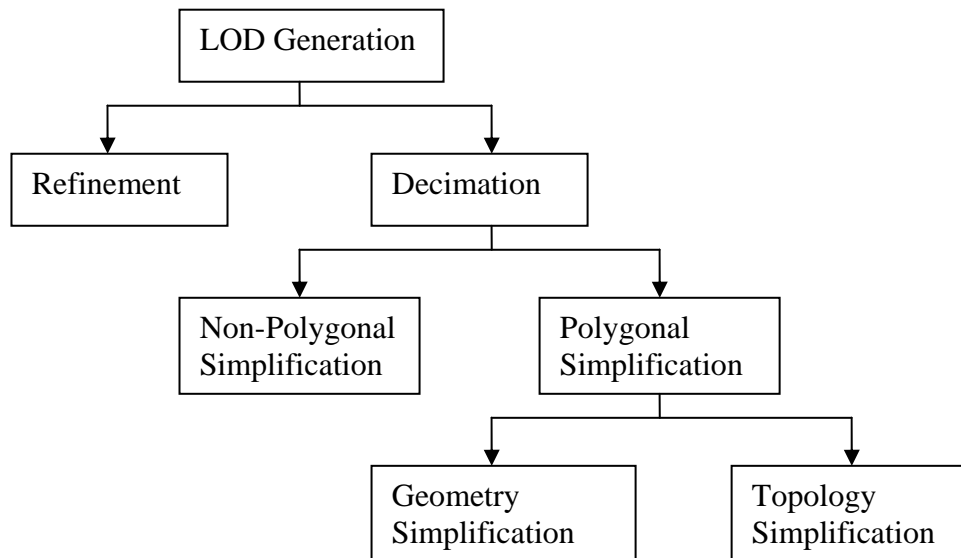 LOD Generation
Refinement
Decimation
Non-Polygonal
Simplification
Polygonal
Simplification
Geometry
Simplification
Topology
Simplification